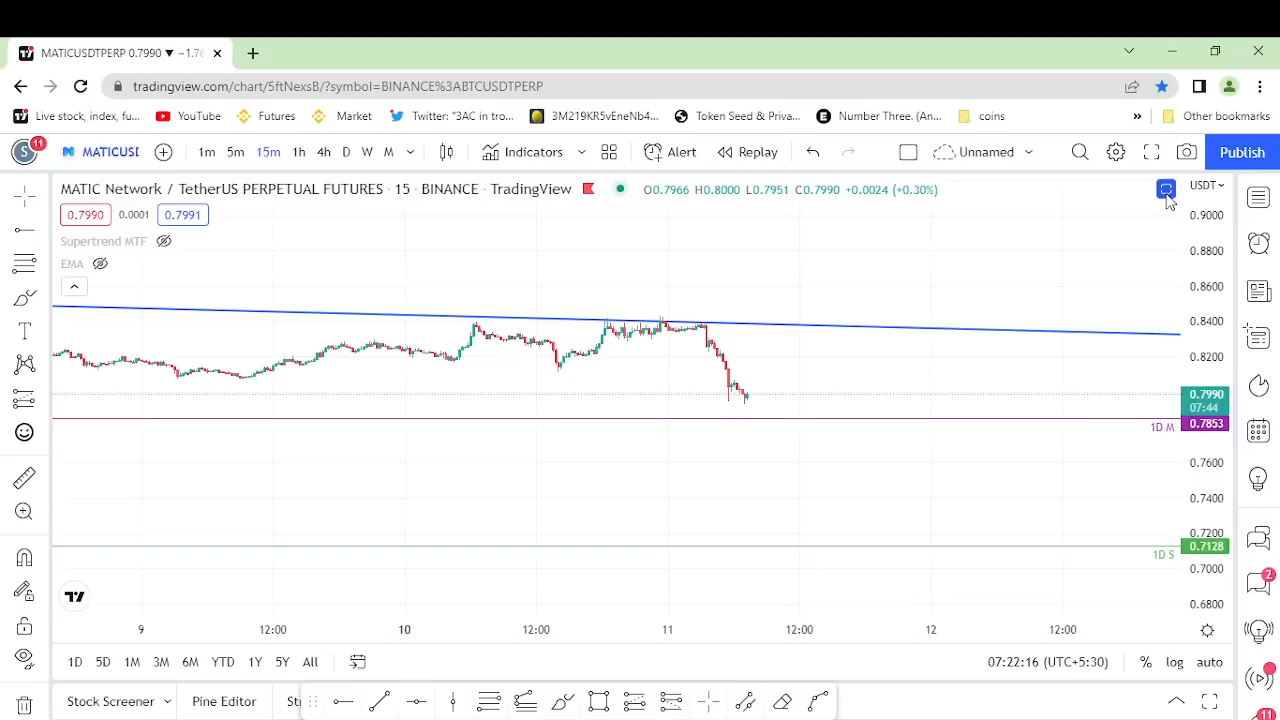 MATICUSDTPERP 0.7990 ▼ −1.76
tradingview.com/chart/5ftNexsB/?symbol=BINANCE%3ABTCUSDTPERP
Live stock, index, fu... YouTube Futures Market Twitter: "3AC in tro... 3M219KR5vEneNb4... Token Seed & Priva... Number Three. (An... coins » Other bookmarks
S 11 MATICUSI 1m 5m 15m 1h 4h D W M Indicators Alert Replay Unnamed Publish
MATIC Network / TetherUS PERPETUAL FUTURES · 15 · BINANCE · TradingView O0.7966 H0.8000 L0.7951 C0.7990 +0.0024 (+0.30%) USDT
0.7990 0.0001 0.7991
Supertrend MTF
EMA
0.9000
0.8800
0.8600
0.8400
0.8200
0.7990
07:44
1D M 0.7853
0.7600
0.7400
0.7200
1D S 0.7128
0.7000
0.6800
2
9 12:00 10 12:00 11 12:00 12 12:00
1D 5D 1M 3M 6M YTD 1Y 5Y All 07:22:16 (UTC+5:30) % log auto
Stock Screener Pine Editor St
11